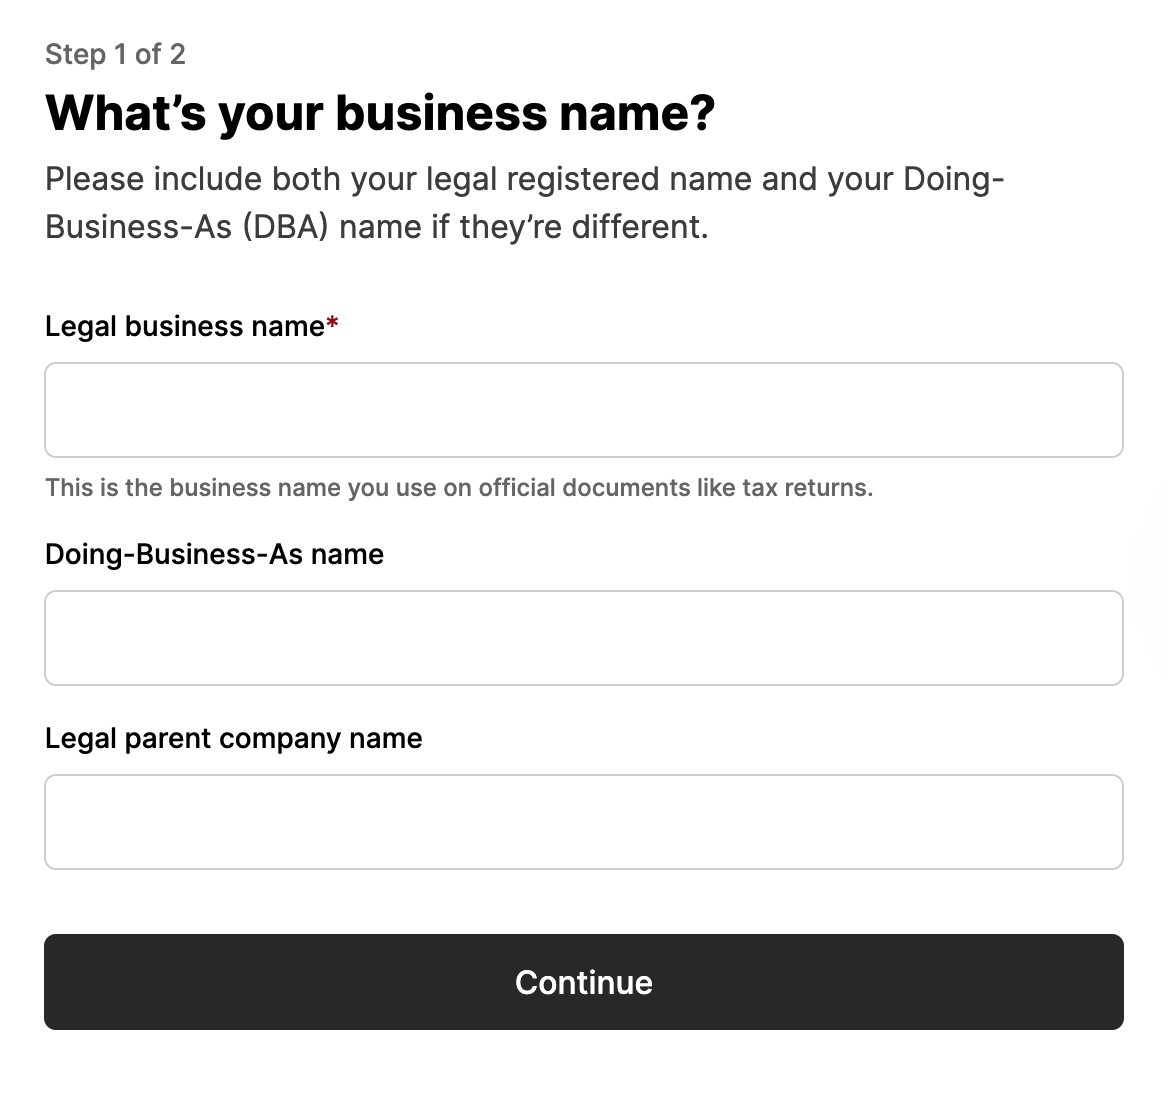 Step 1 of 2
What’s your business name?
Please include both your legal registered name and your Doing-
Business-As (DBA) name if they’re different.
Legal business name*
This is the business name you use on official documents like tax returns.
Doing-Business-As name
Legal parent company name
Continue